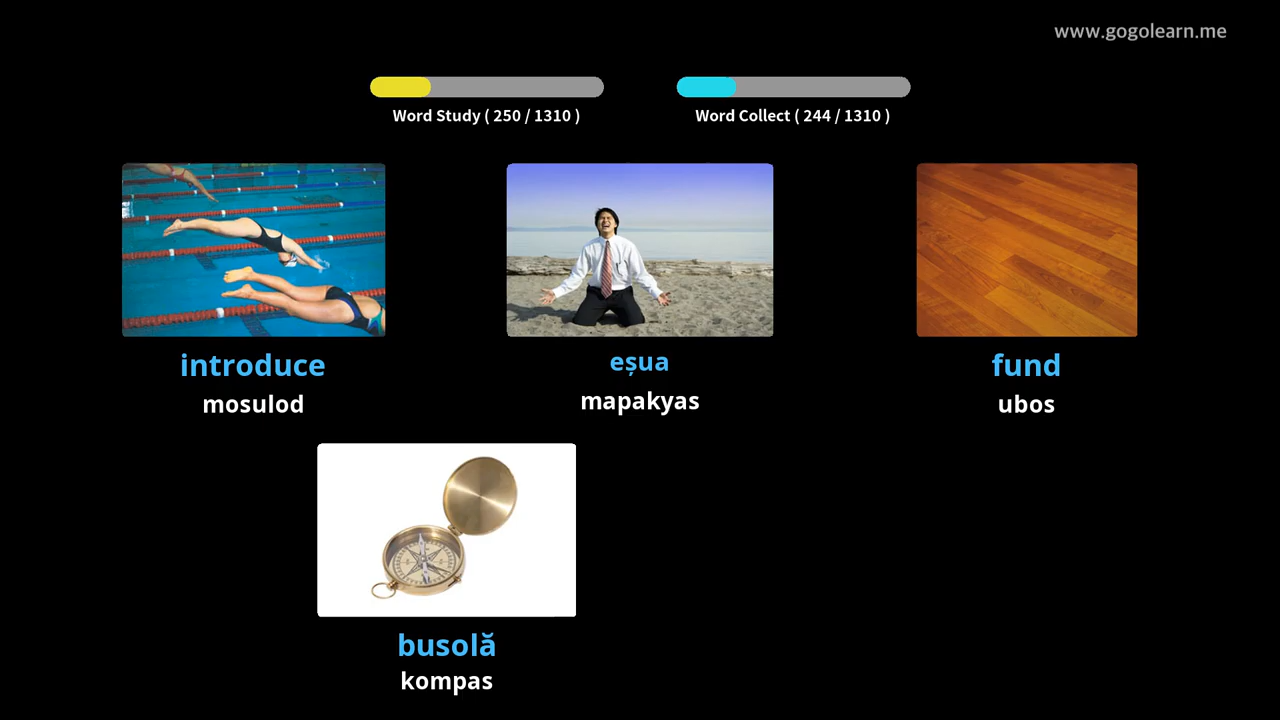 www.gogolearn.me
Word Study ( 250 / 1310 )
Word Collect ( 244 / 1310 )
introduce
mosulod
eșua
mapakyas
fund
ubos
busolă
kompas